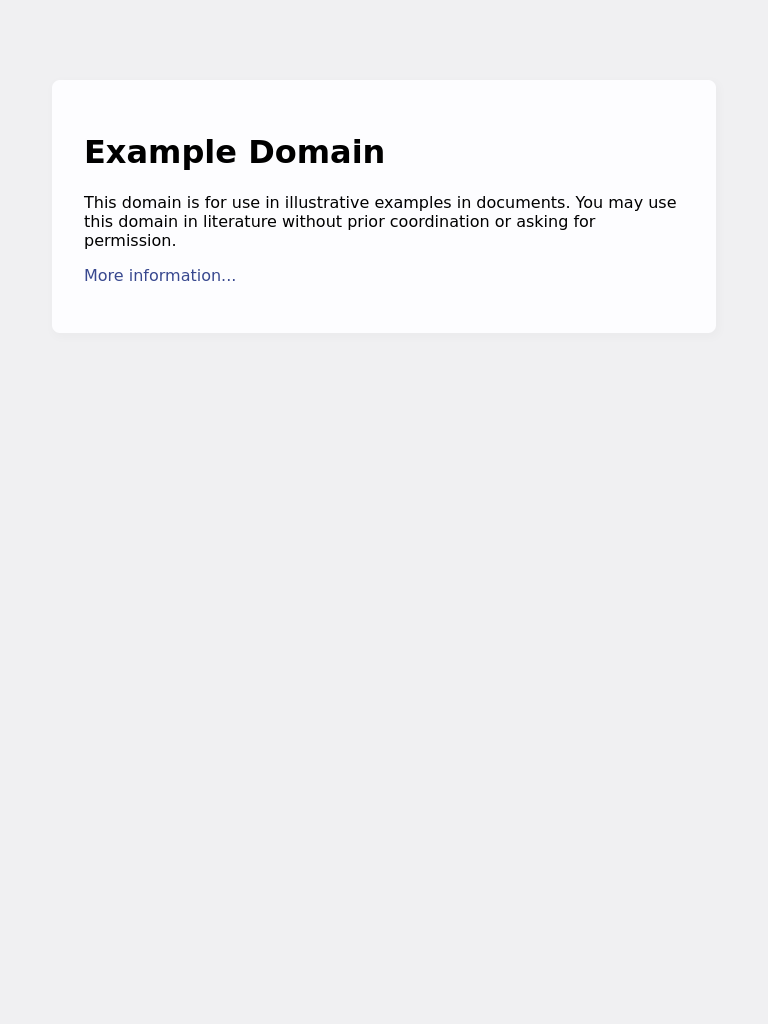 Example Domain
This domain is for use in illustrative examples in documents. You may use
this domain in literature without prior coordination or asking for
permission.
More information...